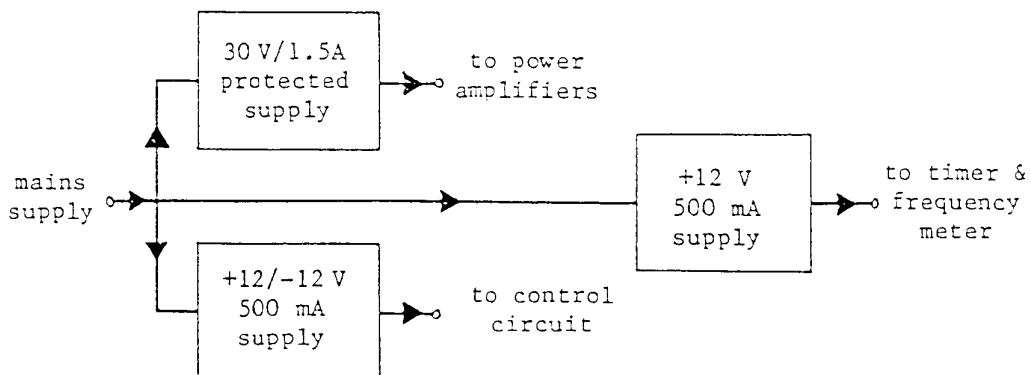 30 V/1.5A
protected
supply
to power
amplifiers
mains
supply
+12 V
500 mA
supply
to timer &
frequency
meter
+12/-12 V
500 mA
supply
to control
circuit